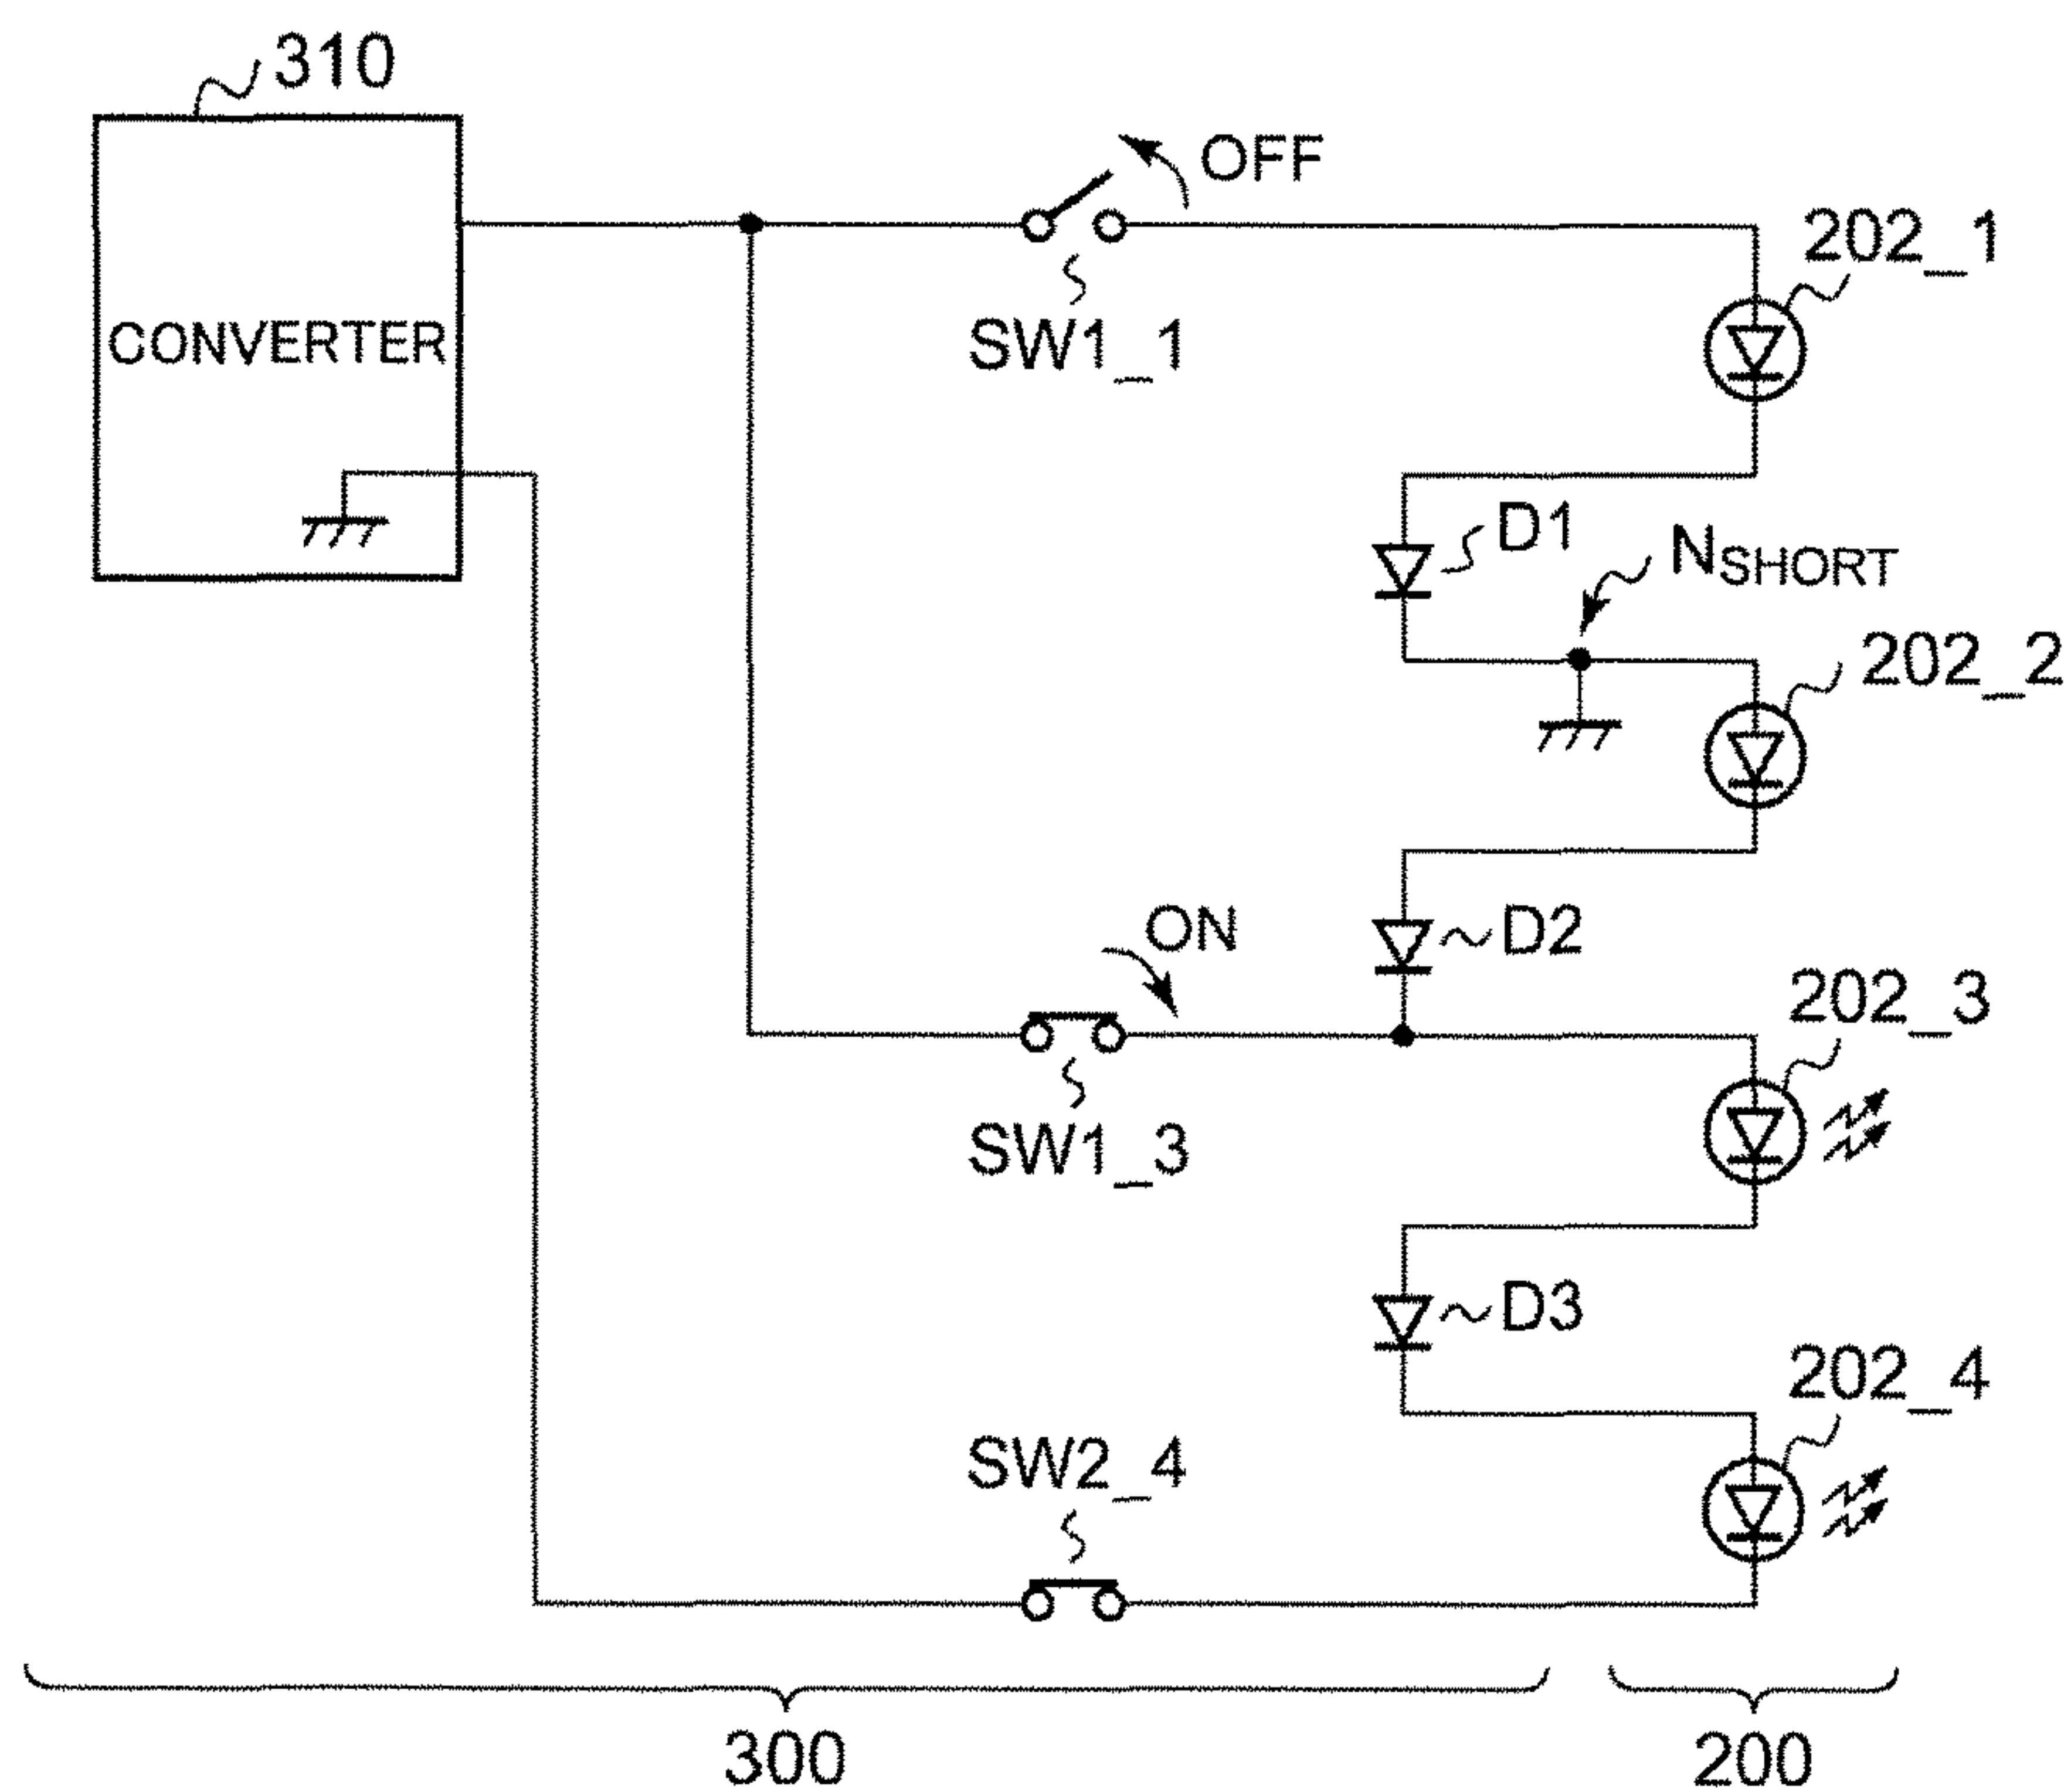 310
OFF
202_1
CONVERTER
SW1_1
D1
NSHORT
202_2
ON
D2
202_3
SW1_3
D3
202_4
SW2_4
300
200